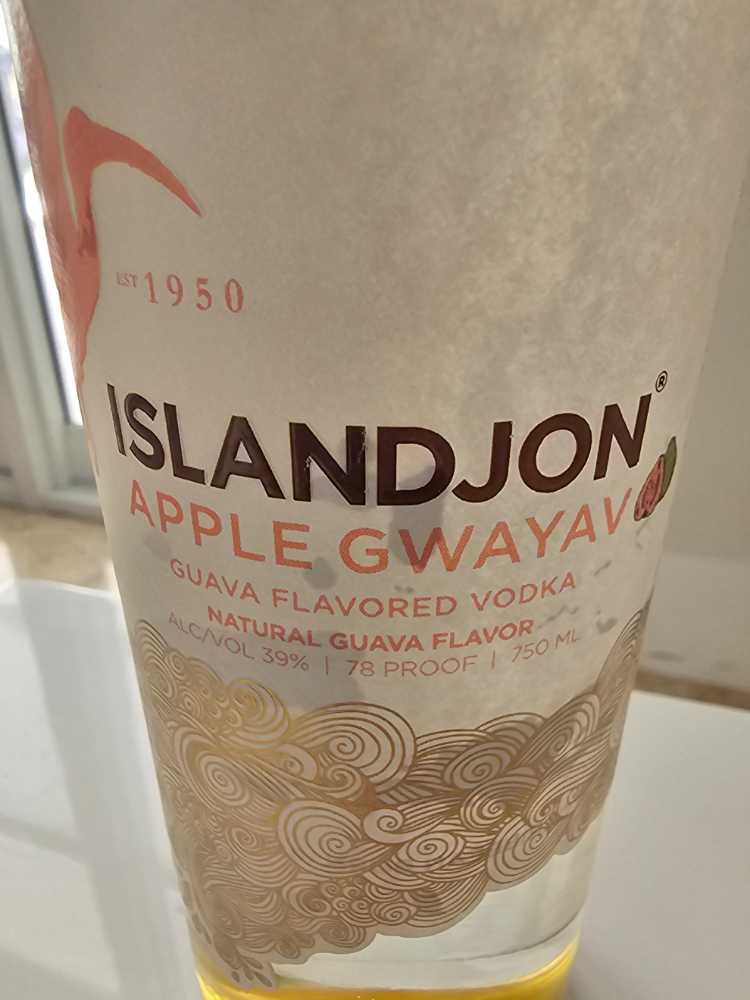 EST 1950
ISLANDJON®
APPLE GWAYAV
GUAVA FLAVORED VODKA
NATURAL GUAVA FLAVOR
ALC/VOL 39% | 78 PROOF | 750 ML